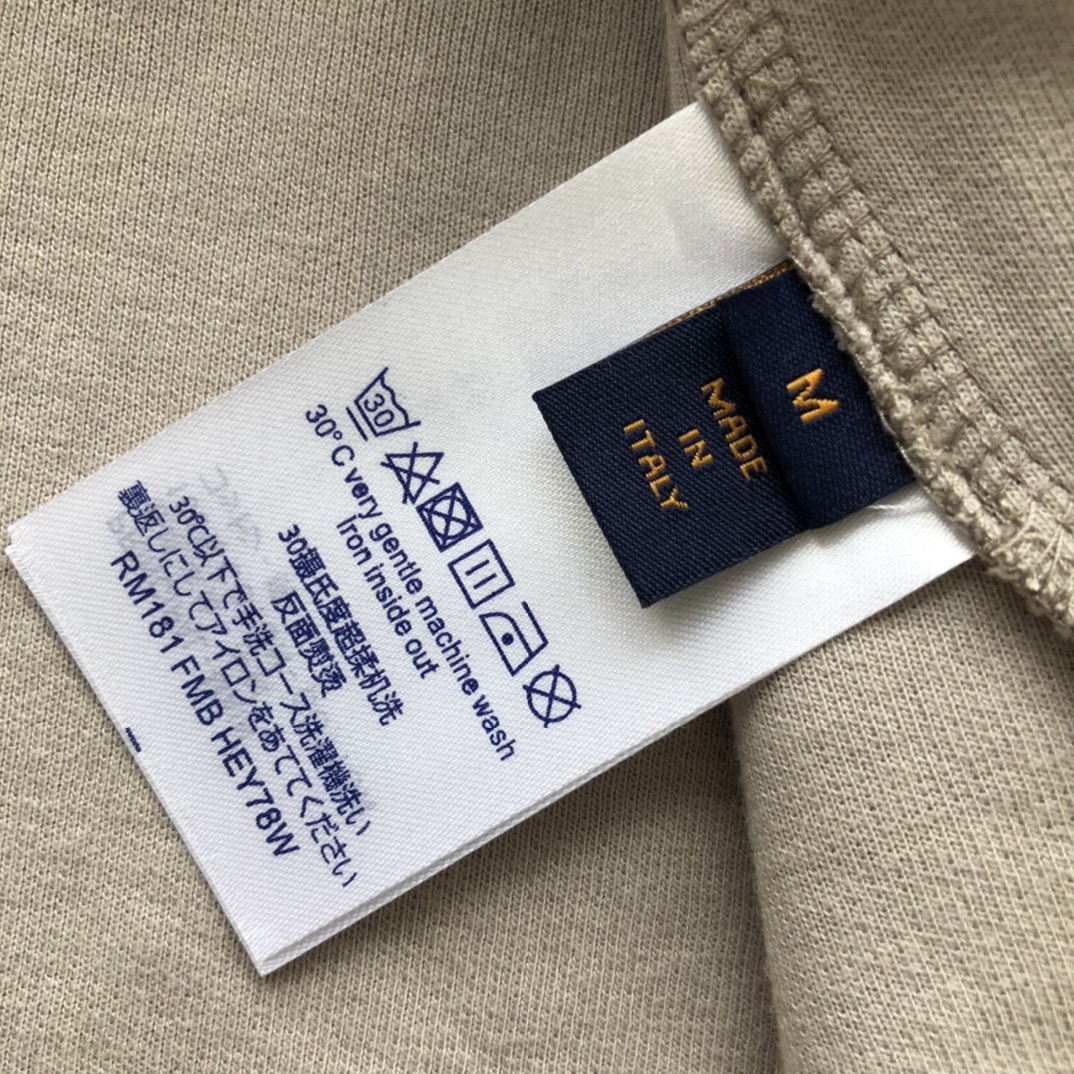 M
MADE
IN
ITALY
30
30°C very gentle machine wash
Iron inside out
30攝氏度超揉机洗
反面熨烫
30℃以下で手洗コース洗濯機洗い
裏返しにしてアイロンをあててください
RM181 FMB HEY78W